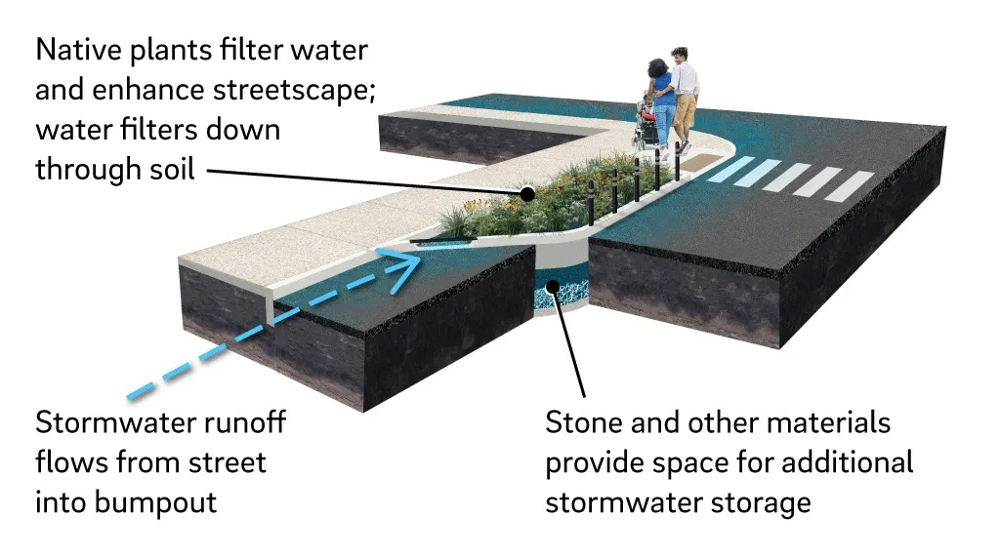 Native plants filter water
and enhance streetscape;
water filters down
through soil
Stormwater runoff
flows from street
into bumpout
Stone and other materials
provide space for additional
stormwater storage